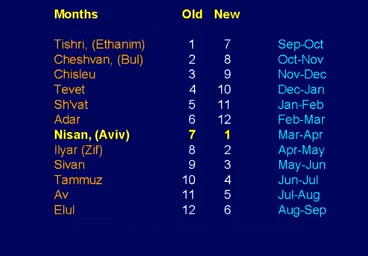 Months Old New
Tishri, (Ethanim) 1 7 Sep-Oct
Cheshvan, (Bul) 2 8 Oct-Nov
Chisleu 3 9 Nov-Dec
Tevet 4 10 Dec-Jan
Sh'vat 5 11 Jan-Feb
Adar 6 12 Feb-Mar
Nisan, (Aviv) 7 1 Mar-Apr
Ilyar (Zif) 8 2 Apr-May
Sivan 9 3 May-Jun
Tammuz 10 4 Jun-Jul
Av 11 5 Jul-Aug
Elul 12 6 Aug-Sep